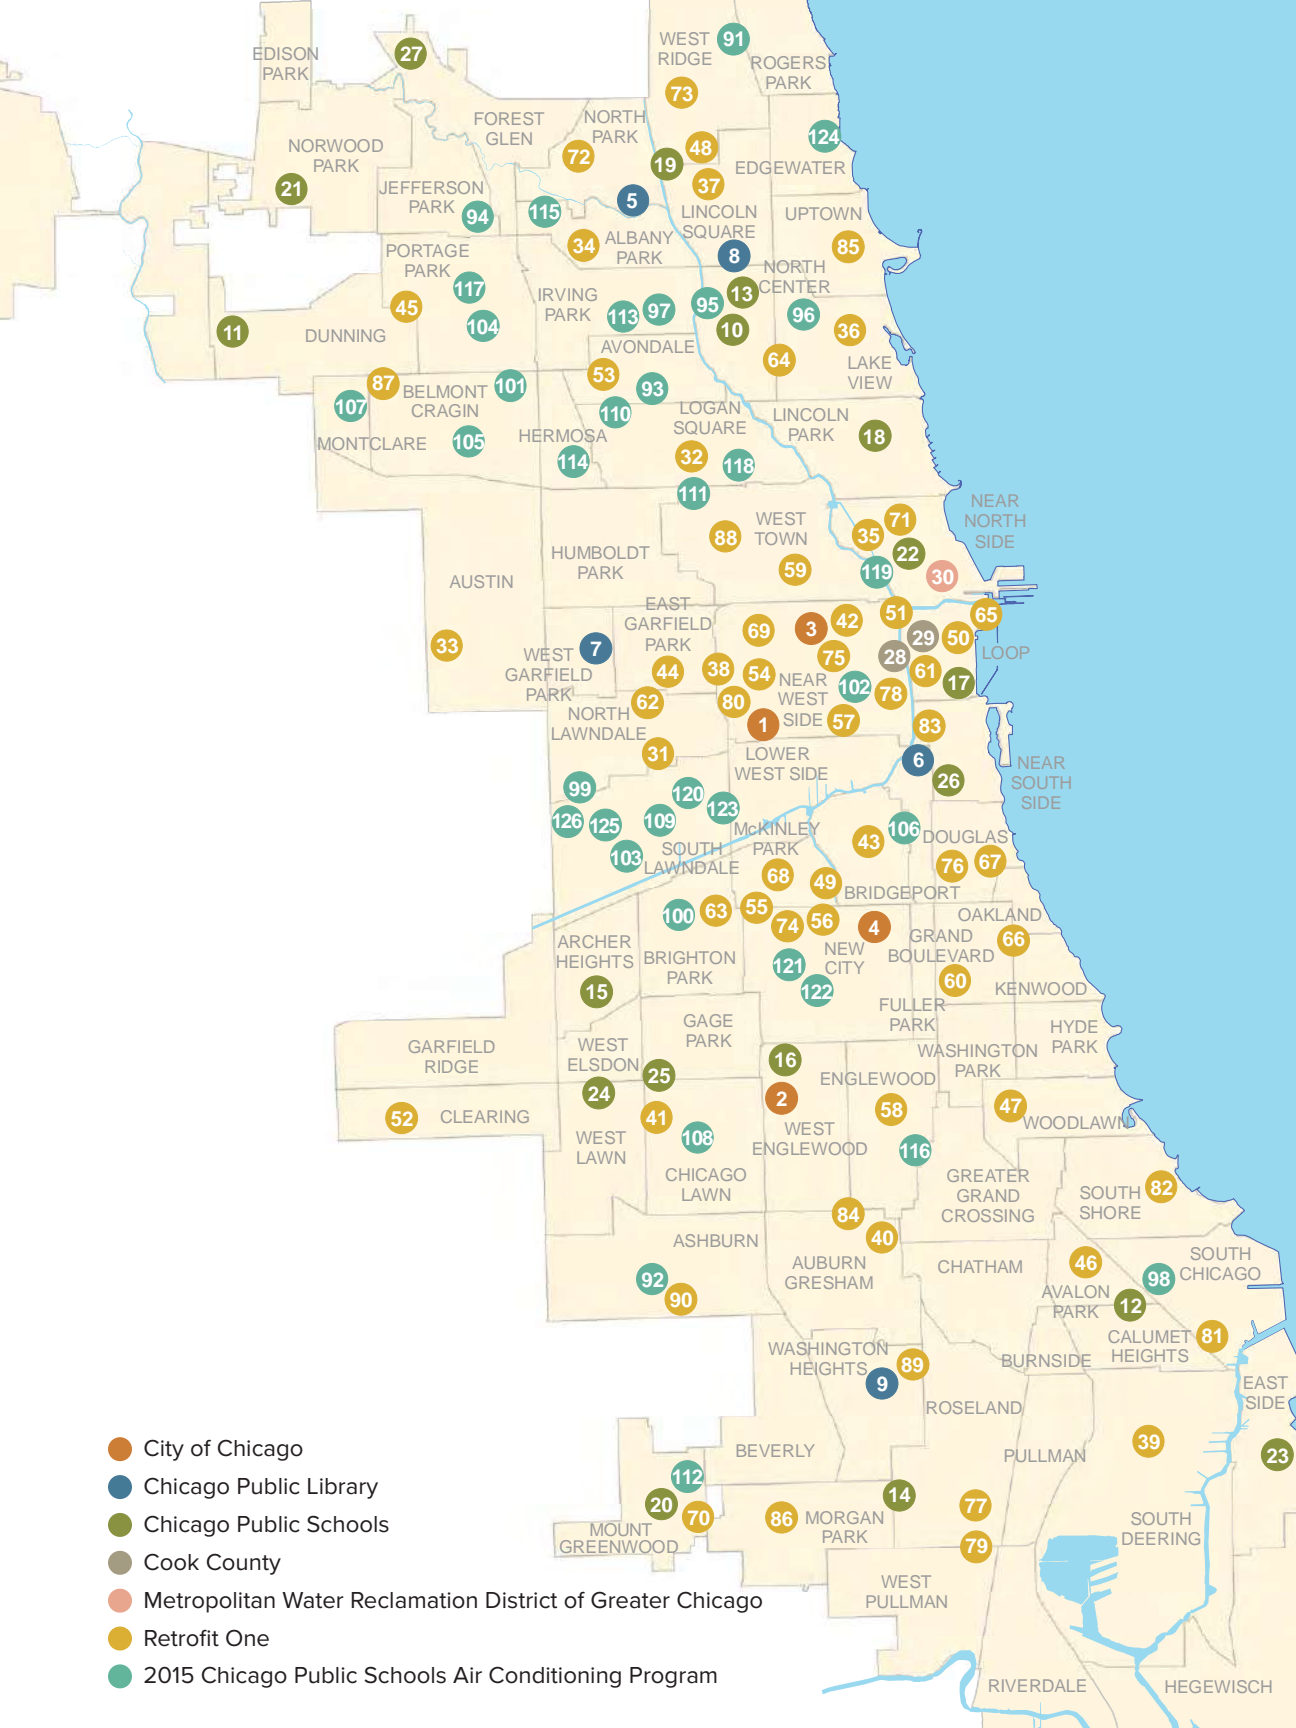 WEST
RIDGE
91
ROGERS
PARK
EDISON
PARK
27
73
FOREST
GLEN
NORTH
PARK
NORWOOD
PARK
72
48
19
124
EDGEWATER
21
JEFFERSON
PARK
94
115
5
37
LINCOLN
SQUARE
UPTOWN
34
ALBANY
PARK
8
85
PORTAGE
PARK
117
NORTH
CENTER
13
45
IRVING
PARK
113
97
95
96
11
DUNNING
104
10
36
AVONDALE
64
LAKE
VIEW
87
BELMONT
CRAGIN
101
53
93
107
110
LOGAN
SQUARE
LINCOLN
PARK
18
MONTCLARE
105
HERMOSA
114
32
118
111
NEAR
NORTH
SIDE
88
WEST
TOWN
35
71
22
HUMBOLDT
PARK
59
119
30
AUSTIN
EAST
GARFIELD
PARK
51
65
69
3
42
29
50
33
7
WEST
GARFIELD
PARK
75
28
LOOP
44
38
54
NEAR
WEST
SIDE
102
78
61
17
62
80
NORTH
LAWNDALE
1
57
83
31
LOWER
WEST SIDE
6
26
NEAR
SOUTH
SIDE
99
120
123
126
125
109
McKINLEY
PARK
43
106
DOUGLAS
103
SOUTH
LAWNDALE
76
67
68
49
BRIDGEPORT
100
63
55
74
56
4
OAKLAND
66
ARCHER
HEIGHTS
BRIGHTON
PARK
NEW
CITY
GRAND
BOULEVARD
121
122
60
KENWOOD
15
FULLER
PARK
GAGE
PARK
HYDE
PARK
GARFIELD
RIDGE
WEST
ELSDON
25
16
WASHINGTON
PARK
24
ENGLEWOOD
2
58
47
WOODLAWN
52
CLEARING
41
108
WEST
LAWN
WEST
ENGLEWOOD
116
CHICAGO
LAWN
GREATER
GRAND
CROSSING
SOUTH
SHORE
82
84
40
ASHBURN
AUBURN
GRESHAM
CHATHAM
46
SOUTH
CHICAGO
92
90
AVALON
PARK
98
12
WASHINGTON
HEIGHTS
89
9
BURNSIDE
CALUMET
HEIGHTS
81
EAST
SIDE
ROSELAND
BEVERLY
PULLMAN
39
23
112
20
70
MOUNT
GREENWOOD
86
MORGAN
PARK
14
77
79
SOUTH
DEERING
WEST
PULLMAN
RIVERDALE
HEGEWISCH
City of Chicago
Chicago Public Library
Chicago Public Schools
Cook County
Metropolitan Water Reclamation District of Greater Chicago
Retrofit One
2015 Chicago Public Schools Air Conditioning Program